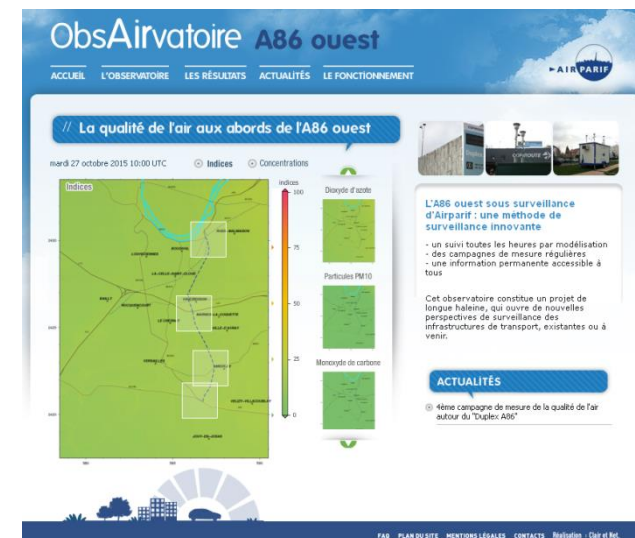 ObsAirvatoire A86 ouest
ACCUEIL L'OBSERVATOIRE LES RÉSULTATS ACTUALITÉS LE FONCTIONNEMENT
AIRPARIF
// La qualité de l'air aux abords de l'A86 ouest
mardi 27 octobre 2015 10:00 UTC Indices Concentrations
Indices
indices
100
75
50
25
0
Dioxyde d'azote
Particules PM10
Monoxyde de carbone
L'A86 ouest sous surveillance
d'Airparif : une méthode de
surveillance innovante
- un suivi toutes les heures par modélisation
- des campagnes de mesure régulières
- une information permanente accessible à
tous
Cet observatoire constitue un projet de
longue haleine, qui ouvre de nouvelles
perspectives de surveillance des
infrastructures de transport, existantes ou à
venir.
ACTUALITÉS
4ème campagne de mesure de la qualité de l'air
autour du "Duplex A86"
FAQ PLAN DU SITE MENTIONS LÉGALES CONTACTS Réalisation : Clair et Net.